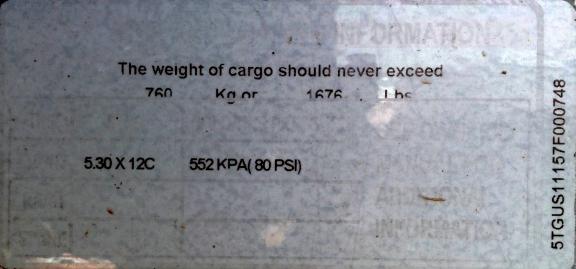 INFORMATION
The weight of cargo should never exceed
760 Kg or 1676 Lbs
5.30 X 12C 552 KPA( 80 PSI)
5TGUS11157F000748